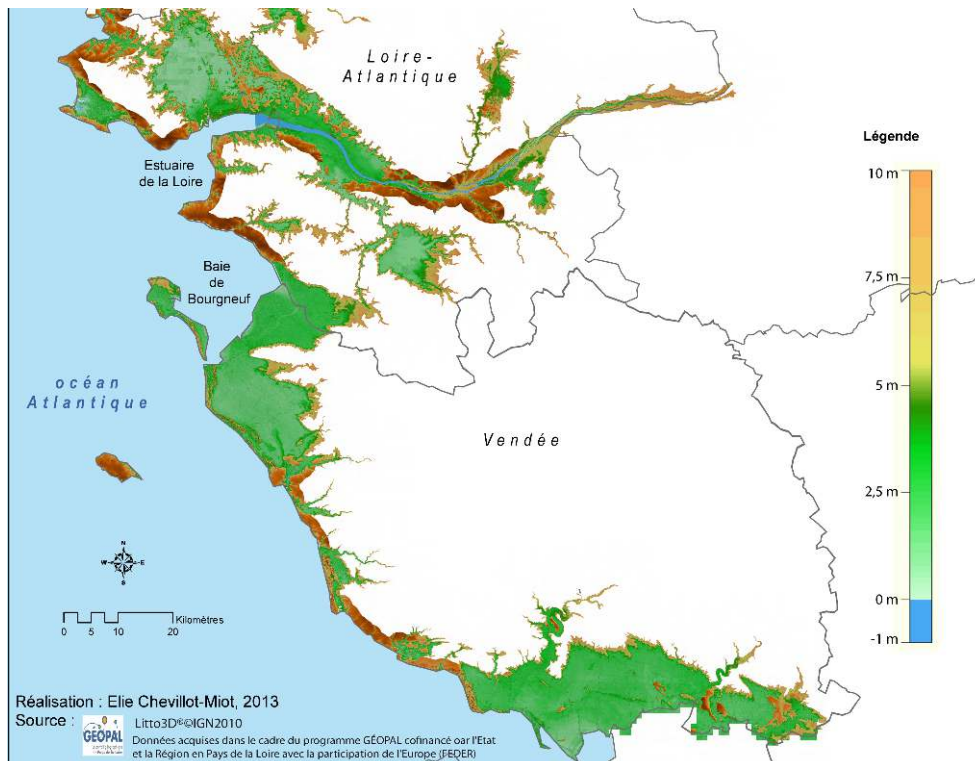 Loire-
Atlantique
Estuaire
de la Loire
Baie
de
Bourgneuf
océan
Atlantique
Vendée
N
W
E
S
0 5 10 20 Kilomètres
Légende
10 m
7,5 m
5 m
2,5 m
0 m
-1 m
Réalisation : Elie Chevillot-Miot, 2013
Source :
GÉOPAL
Litto3D©©IGN2010
Données acquises dans le cadre du programme GÉOPAL cofinancé oar l'Etat
et la Région en Pays de la Loire avec la participation de l'Europe (FEDER)